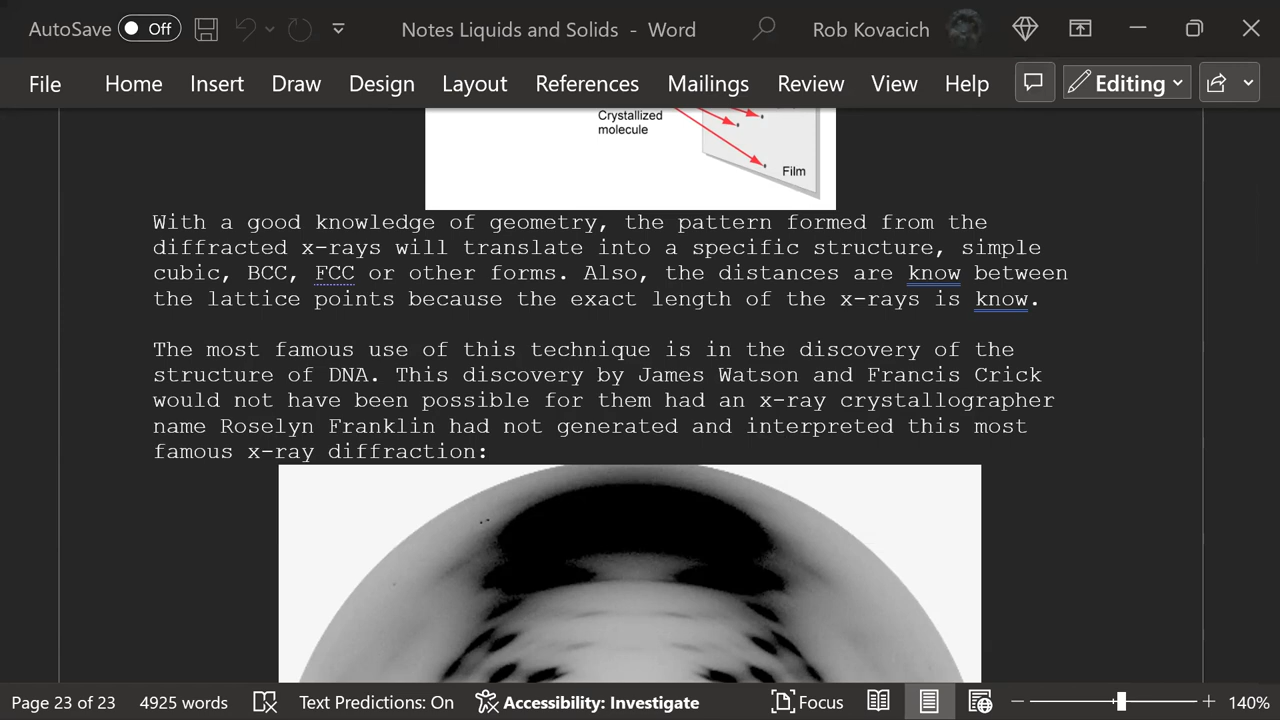 AutoSave Off Notes Liquids and Solids - Word Rob Kovacich
File Home Insert Draw Design Layout References Mailings Review View Help Editing
Crystallized
molecule
Film
With a good knowledge of geometry, the pattern formed from the
diffracted x-rays will translate into a specific structure, simple
cubic, BCC, FCC or other forms. Also, the distances are know between
the lattice points because the exact length of the x-rays is know.
The most famous use of this technique is in the discovery of the
structure of DNA. This discovery by James Watson and Francis Crick
would not have been possible for them had an x-ray crystallographer
name Roselyn Franklin had not generated and interpreted this most
famous x-ray diffraction:
Page 23 of 23 4925 words Text Predictions: On Accessibility: Investigate Focus 140%